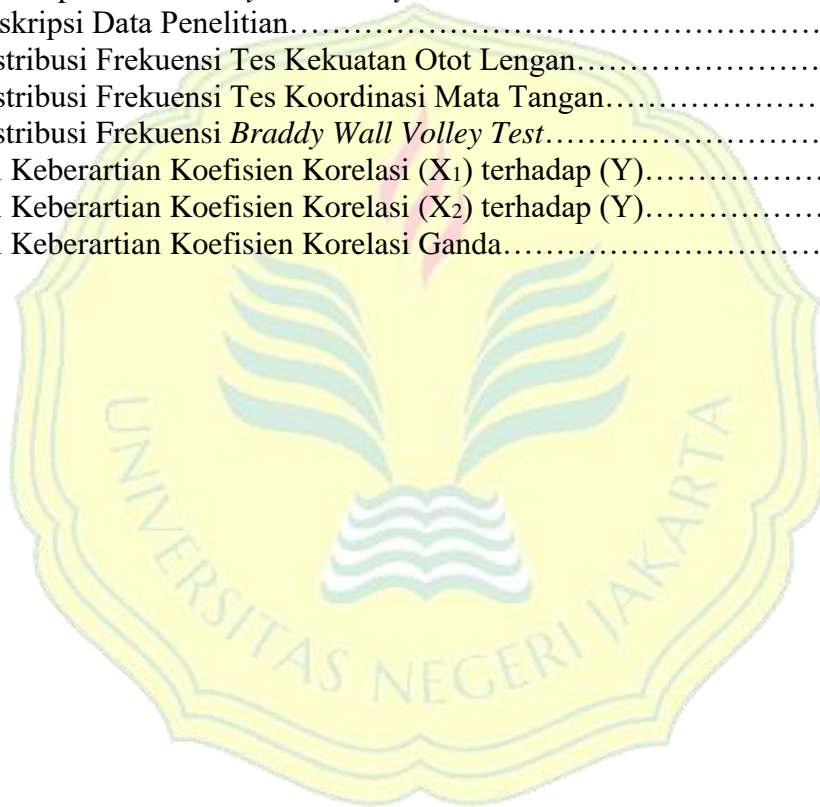 skripsi Data Penelitian……………………………………………………
stribusi Frekuensi Tes Kekuatan Otot Lengan……………………
stribusi Frekuensi Tes Koordinasi Mata Tangan…………………
stribusi Frekuensi Braddy Wall Volley Test………………………
Keberartian Koefisien Korelasi (X1) terhadap (Y)………………
Keberartian Koefisien Korelasi (X2) terhadap (Y)………………
Keberartian Koefisien Korelasi Ganda……………………………
UNIVERSITAS NEGERI JAKARTA